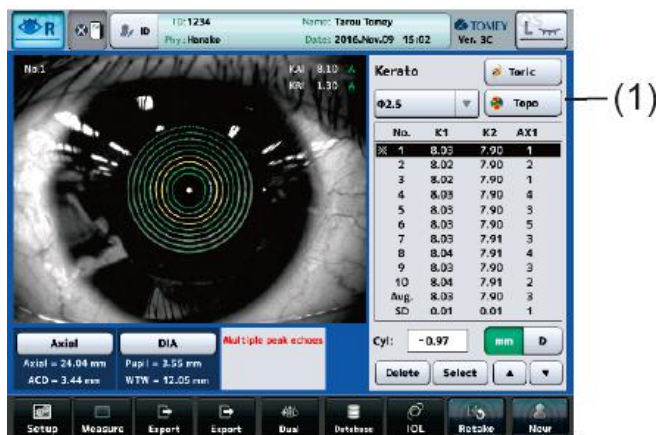 R
ID
ID: 1234
Name: Tarou Tomey
Phy.: Hanako
Date: 2016.Nov.09 15:02
TOMEY
Ver. 3C
L
No.1
KAI 8.10 A
KRI 1.30 A
Kerato
Toric
Φ2.5
Topo
(1)
No. K1 K2 AX1
※ 1 8.03 7.90 1
2 8.02 7.90 2
3 8.02 7.90 1
4 8.03 7.90 4
5 8.03 7.90 3
6 8.03 7.90 5
7 8.03 7.91 3
8 8.04 7.91 4
9 8.03 7.90 3
10 8.04 7.91 2
Aug. 8.03 7.90 3
SD 0.01 0.01 1
Cyl: -0.97 mm D
Delete Select ▲ ▼
Axial
Axial = 24.04 mm
ACD = 3.44 mm
DIA
Pupil = 3.55 mm
WTW = 12.05 mm
Multiple peak echoes
Setup Measure Export Export Dual Database IOL Retake New